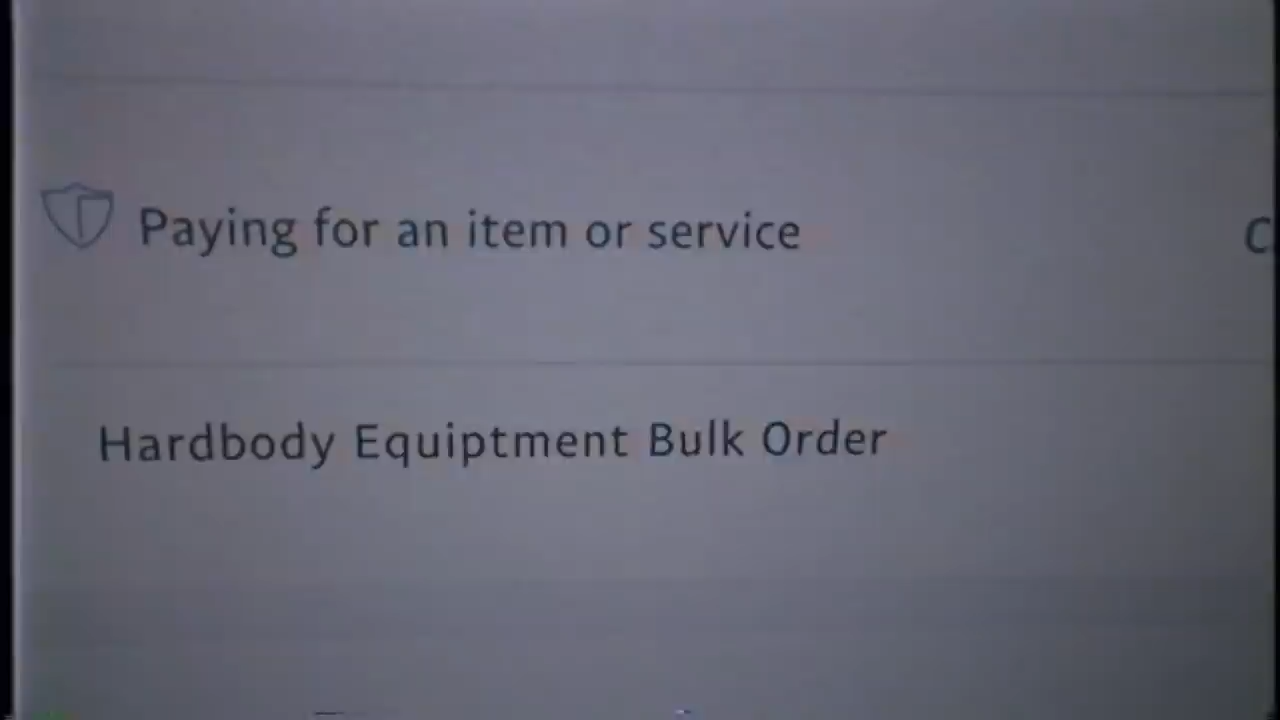 Paying for an item or service
Hardbody Equiptment Bulk Order